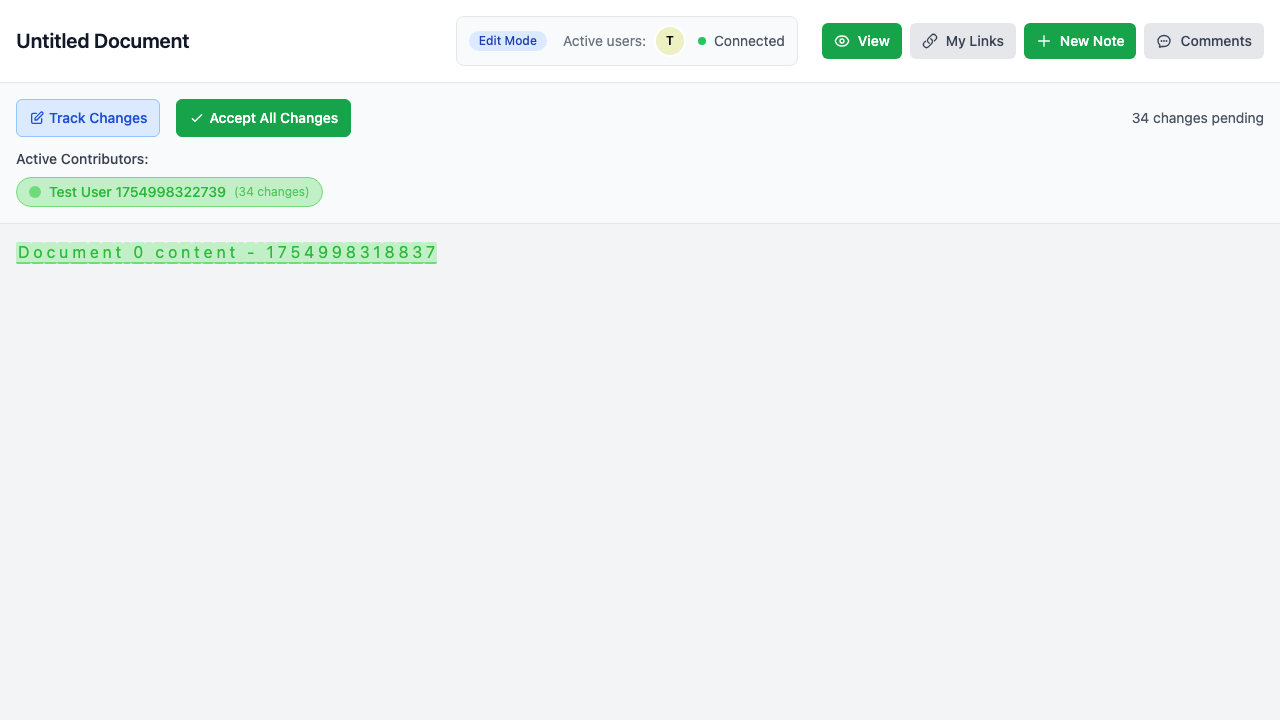 Untitled Document
Edit Mode Active users: T Connected
View
My Links
New Note
Comments
Track Changes
Accept All Changes
34 changes pending
Active Contributors:
Test User 1754998322739 (34 changes)
Document 0 content - 1754998318837